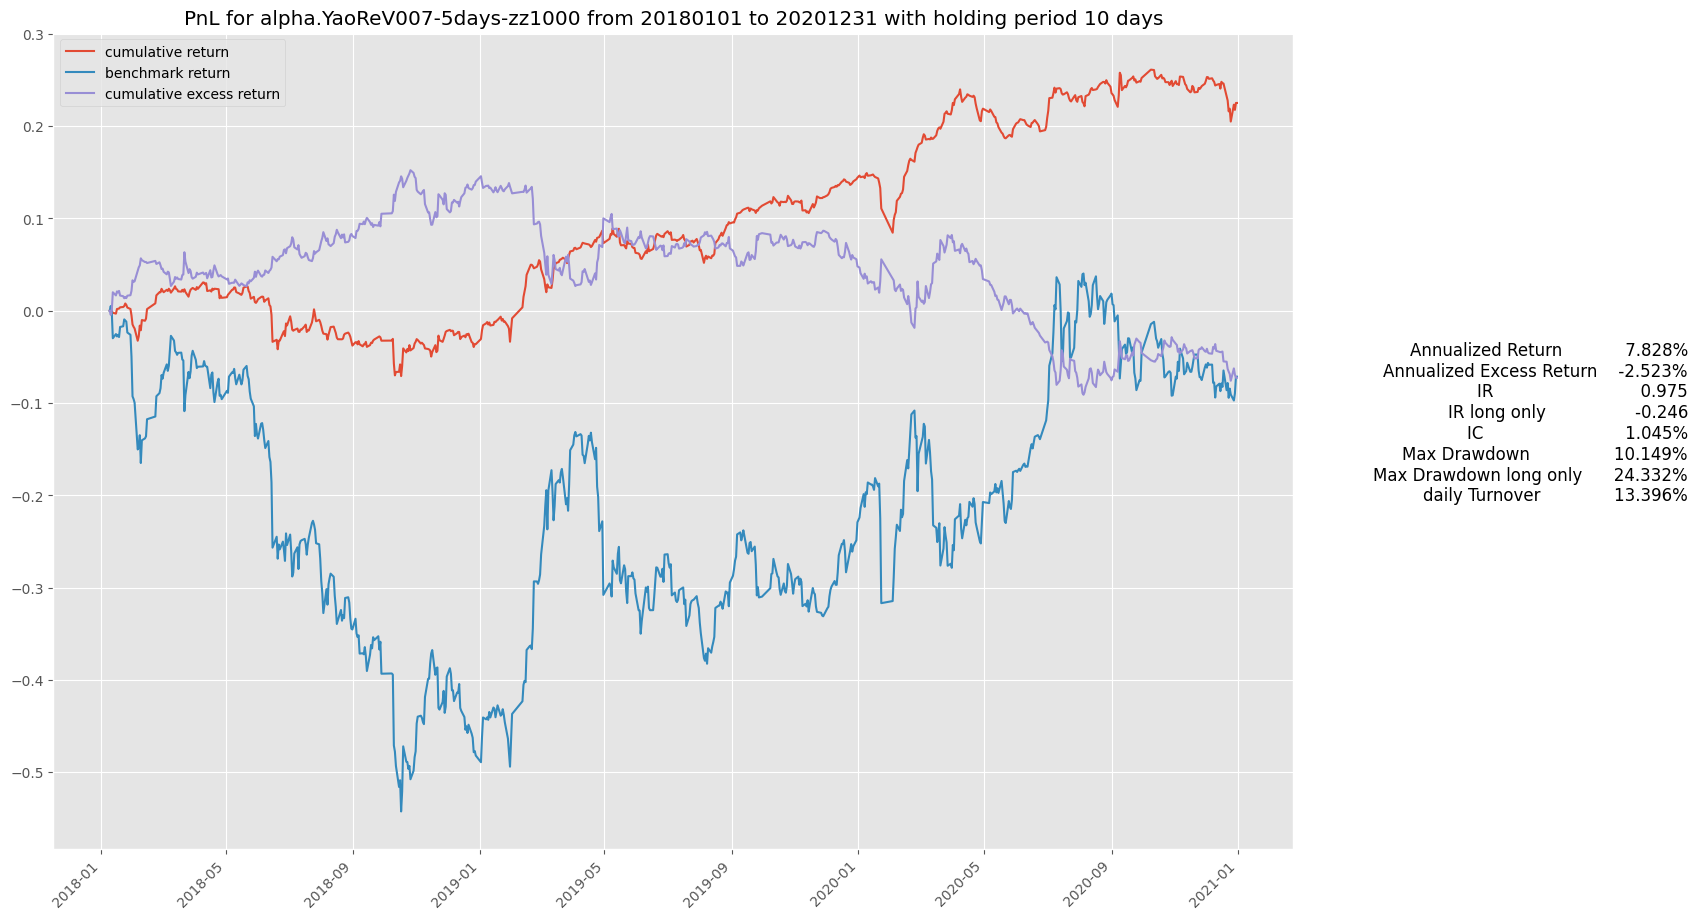 PnL for alpha.YaoReV007-5days-zz1000 from 20180101 to 20201231 with holding period 10 days
cumulative return
benchmark return
cumulative excess return
0.3
0.2
0.1
0.0
−0.1
−0.2
−0.3
−0.4
−0.5
2018-01
2018-05
2018-09
2019-01
2019-05
2019-09
2020-01
2020-05
2020-09
2021-01
Annualized Return 7.828%
Annualized Excess Return -2.523%
IR 0.975
IR long only -0.246
IC 1.045%
Max Drawdown 10.149%
Max Drawdown long only 24.332%
daily Turnover 13.396%